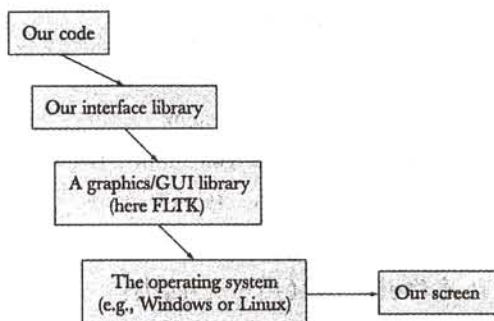 Our code
Our interface library
A graphics/GUI library
(here FLTK)
The operating system
(e.g., Windows or Linux)
Our screen